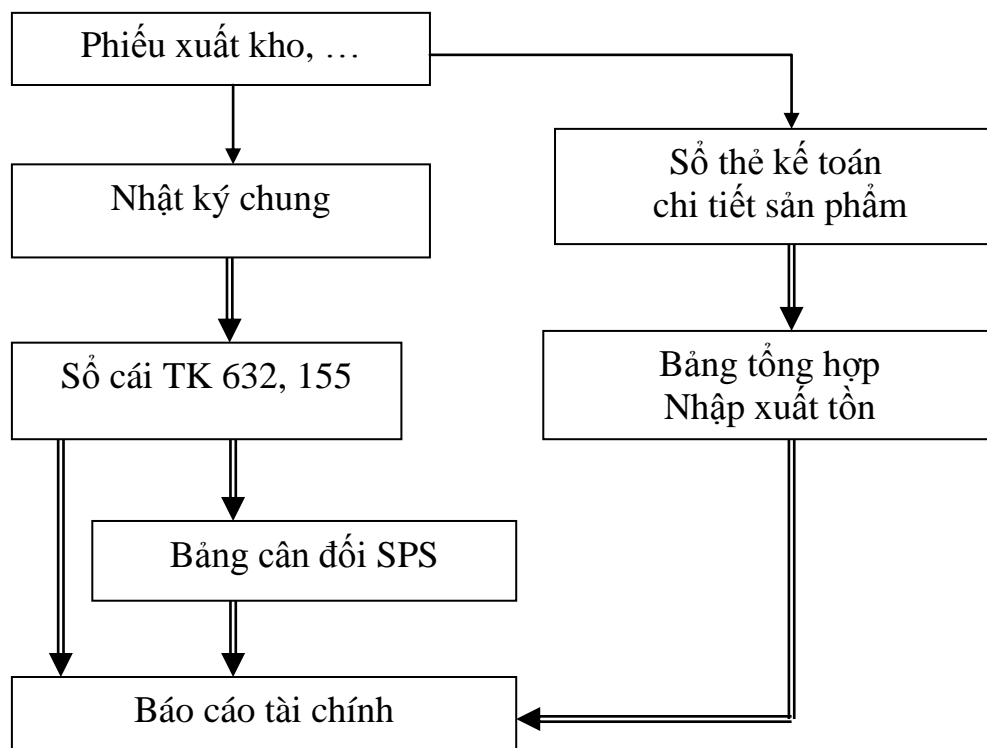 Phiếu xuất kho, …
Nhật ký chung
Sổ thẻ kế toán
chi tiết sản phẩm
Sổ cái TK 632, 155
Bảng tổng hợp
Nhập xuất tồn
Bảng cân đối SPS
Báo cáo tài chính